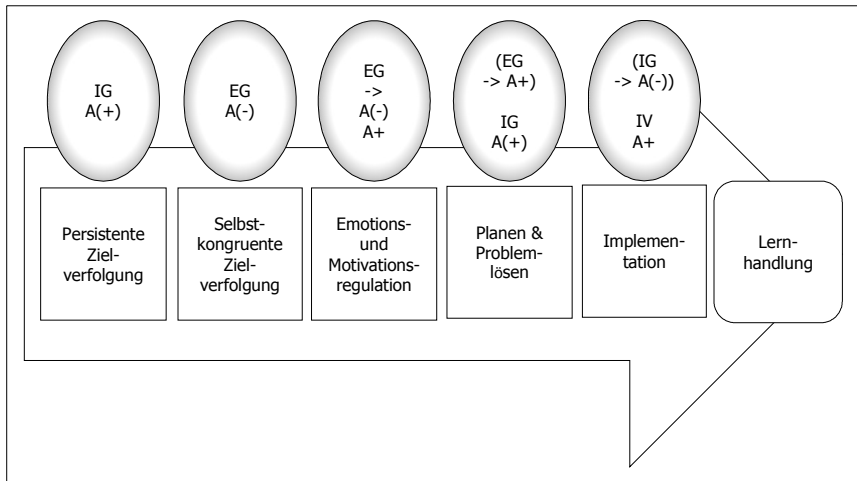 IG
A(+)
EG
A(-)
EG
->
A(-)
A+
(EG
-> A+)
IG
A(+)
(IG
-> A(-))
IV
A+
Persistente
Ziel-
verfolgung
Selbst-
kongruente
Ziel-
verfolgung
Emotions-
und
Motivations-
regulation
Planen &
Problem-
lösen
Implemen-
tation
Lern-
handlung